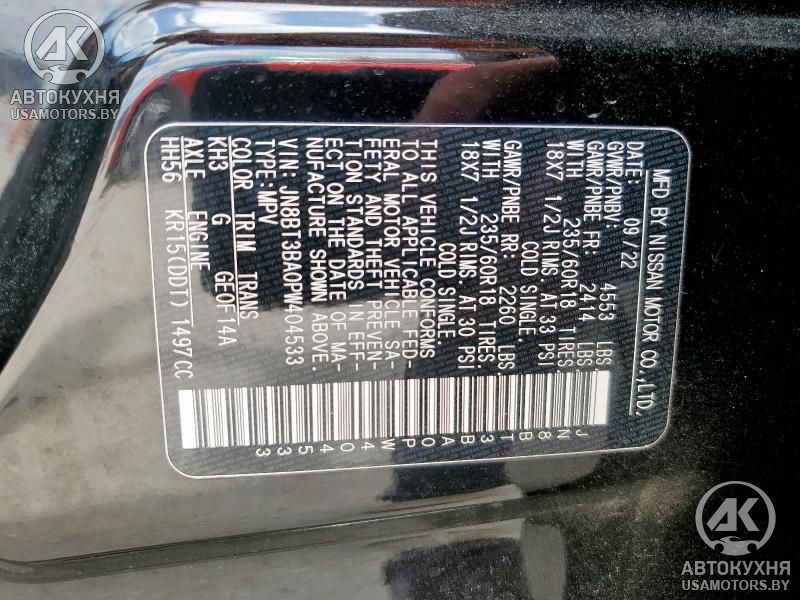 MFD BY NISSAN MOTOR CO.,LTD.
DATE: 09/22
GVWR/PNBV: 4553 LBS.
GAWR/PNBE FR: 2414 LBS
WITH 235/60R18 TIRES,
18X7 1/2J RIMS, AT 33 PSI
COLD SINGLE.
GAWR/PNBE RR: 2260 LBS
WITH 235/60R18 TIRES,
18X7 1/2J RIMS, AT 30 PSI
COLD SINGLE.
THIS VEHICLE CONFORMS
TO ALL APPLICABLE FED-
ERAL MOTOR VEHICLE SA-
FETY AND THEFT PREVEN-
TION STANDARDS IN EFF-
ECT ON THE DATE OF MA-
NUFACTURE SHOWN ABOVE.
VIN: JN8BT3BA0PW404533
TYPE: MPV
COLOR TRIM TRANS
KH3 G GE0F14A
AXLE ENGINE
HH56 KR15(DDT) 1497CC
JN8BT3BA0PW404533
AK
АВТОКУХНЯ
USAMOTORS.BY
AK
АВТОКУХНЯ
USAMOTORS.BY